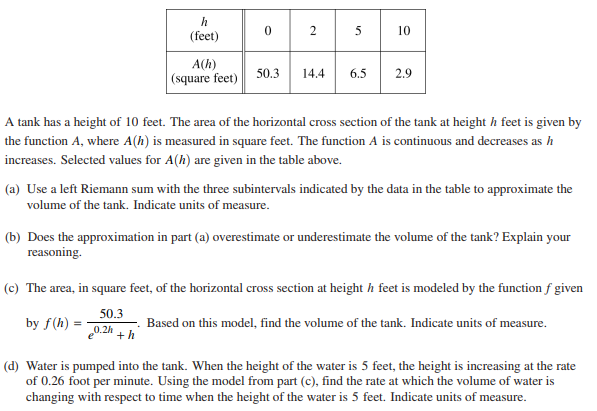 h
(feet) 0 2 5 10
A(h)
(square feet) 50.3 14.4 6.5 2.9
A tank has a height of 10 feet. The area of the horizontal cross section of the tank at height h feet is given by
the function A, where A(h) is measured in square feet. The function A is continuous and decreases as h
increases. Selected values for A(h) are given in the table above.
(a) Use a left Riemann sum with the three subintervals indicated by the data in the table to approximate the
volume of the tank. Indicate units of measure.
(b) Does the approximation in part (a) overestimate or underestimate the volume of the tank? Explain your
reasoning.
(c) The area, in square feet, of the horizontal cross section at height h feet is modeled by the function f given
by f(h) = 50.3 / (e^{0.2h} + h). Based on this model, find the volume of the tank. Indicate units of measure.
(d) Water is pumped into the tank. When the height of the water is 5 feet, the height is increasing at the rate
of 0.26 foot per minute. Using the model from part (c), find the rate at which the volume of water is
changing with respect to time when the height of the water is 5 feet. Indicate units of measure.